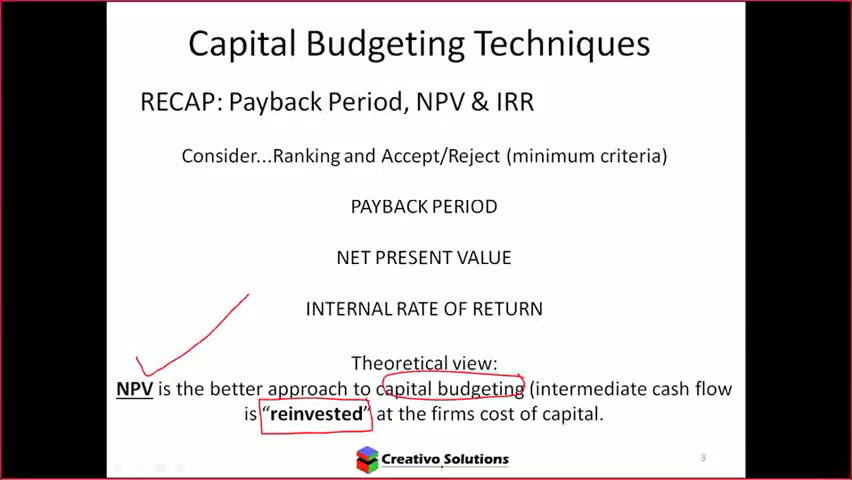 Capital Budgeting Techniques
RECAP: Payback Period, NPV & IRR
Consider...Ranking and Accept/Reject (minimum criteria)
PAYBACK PERIOD
NET PRESENT VALUE
INTERNAL RATE OF RETURN
Theoretical view:
NPV is the better approach to capital budgeting (intermediate cash flow
is “reinvested” at the firms cost of capital.
Creativo Solutions
3